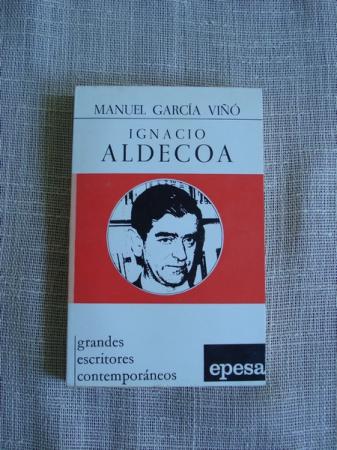 MANUEL GARCÍA VIÑÓ
IGNACIO
ALDECOA
grandes
escritores
contemporáneos
epesa